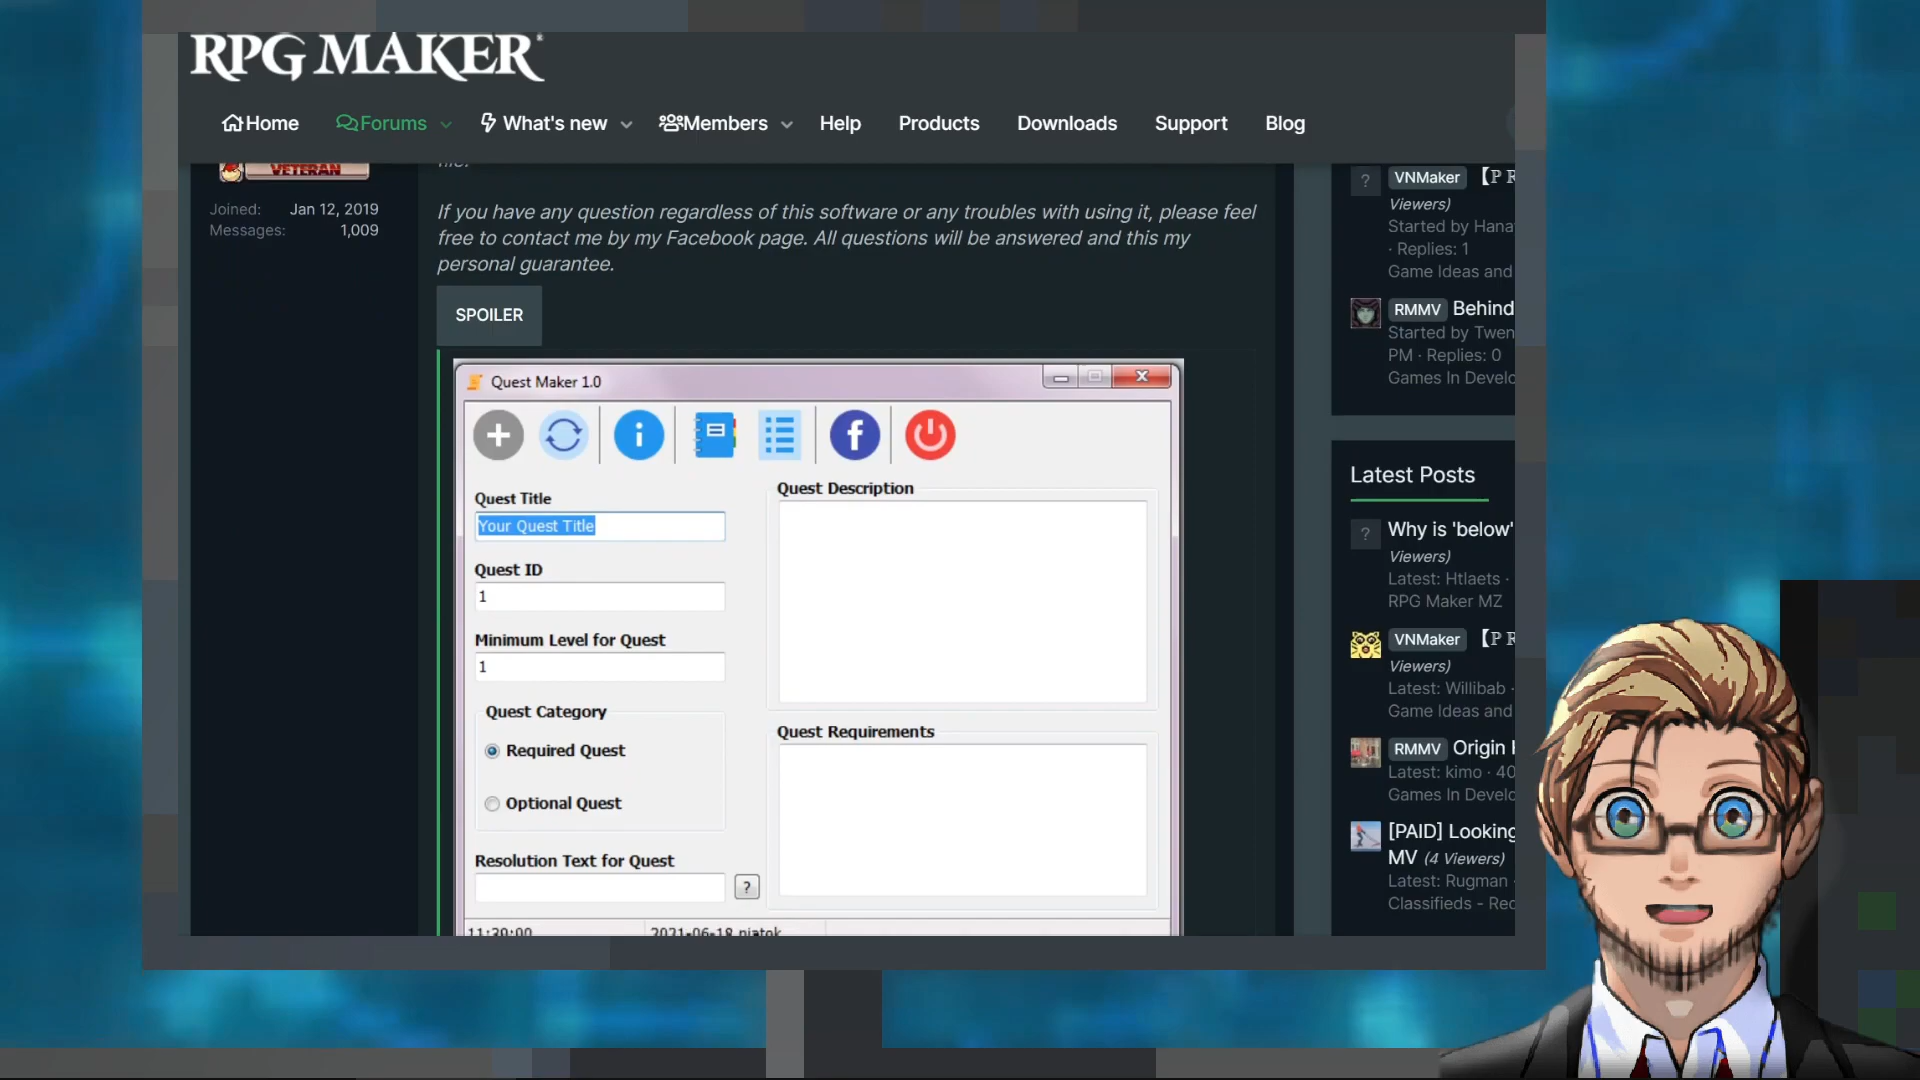 RPG MAKER
Home Forums What's new Members Help Products Downloads Support Blog
VETERAN
Joined: Jan 12, 2019
Messages: 1,009
If you have any question regardless of this software or any troubles with using it, please feel
free to contact me by my Facebook page. All questions will be answered and this my
personal guarantee.
SPOILER
Quest Maker 1.0
Quest Title
Your Quest Title
Quest ID
1
Minimum Level for Quest
1
Quest Category
Required Quest
Optional Quest
Resolution Text for Quest
?
Quest Description
Quest Requirements
11:39:00 2021-06-18 piatok
? VNMaker 【P R
Viewers)
Started by Hana
· Replies: 1
Game Ideas and
RMMV Behind
Started by Twen
PM · Replies: 0
Games In Develo
Latest Posts
? Why is 'below'
Viewers)
Latest: Htlaets ·
RPG Maker MZ
VNMaker 【P R
Viewers)
Latest: Willibab ·
Game Ideas and
RMMV Origin
Latest: kimo · 40
Games In Develo
[PAID] Looking
MV (4 Viewers)
Latest: Rugman ·
Classifieds - Rec